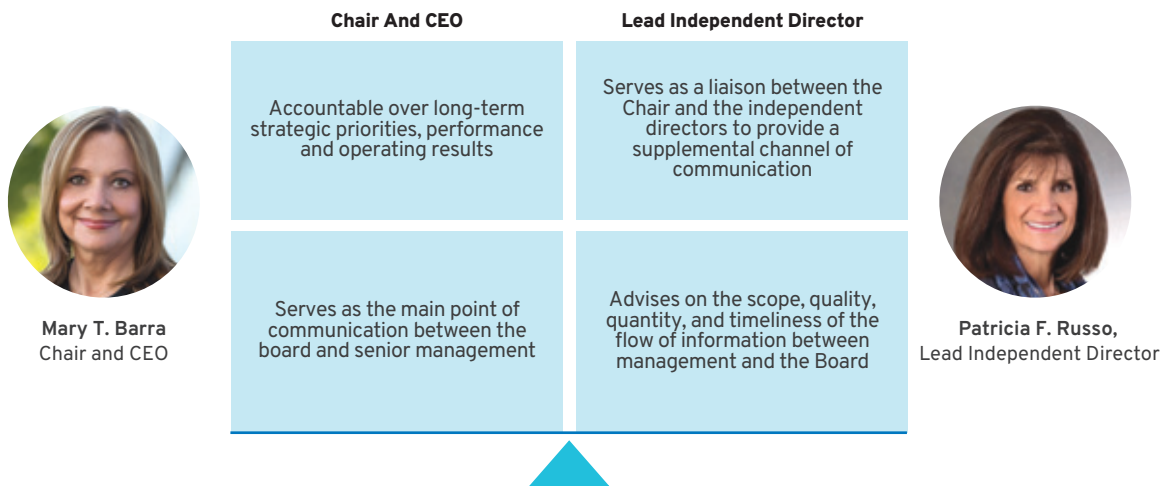 Chair And CEO
Lead Independent Director
Accountable over long-term
strategic priorities, performance
and operating results
Serves as a liaison between the
Chair and the independent
directors to provide a
supplemental channel of
communication
Serves as the main point of
communication between the
board and senior management
Advises on the scope, quality,
quantity, and timeliness of the
flow of information between
management and the Board
Mary T. Barra
Chair and CEO
Patricia F. Russo,
Lead Independent Director